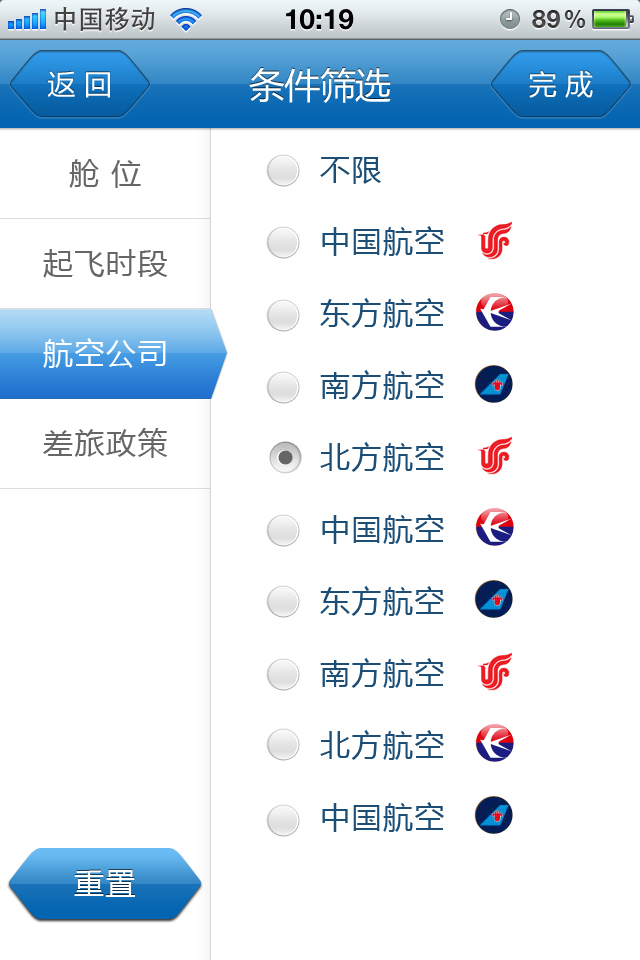 中国移动 10:19 89%
返回 条件筛选 完成
舱位
起飞时段
航空公司
差旅政策
重置
不限
中国航空
东方航空
南方航空
北方航空
中国航空
东方航空
南方航空
北方航空
中国航空